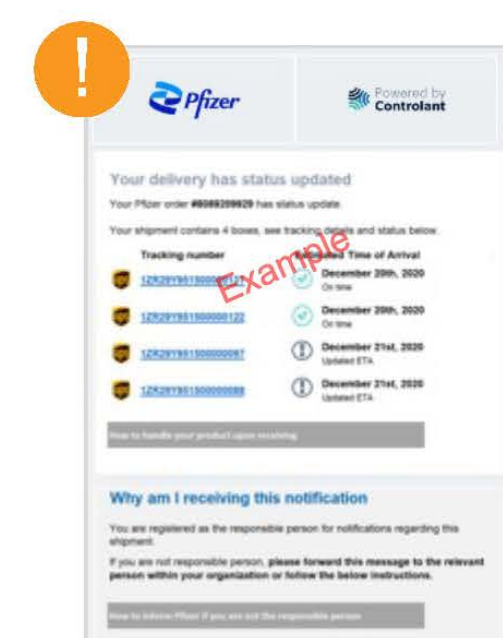 !
Pfizer
Powered by
Controlant
Your delivery has status updated
Your Pfizer order has status update.
Your shipment contains 4 boxes, see tracking details and status below.
Tracking number Estimated Time of Arrival
December 20th, 2020
On time
December 20th, 2020
On time
December 21st, 2020
Updated ETA
December 21st, 2020
Updated ETA
Example
How to handle your product upon receiving
Why am I receiving this notification
You are registered as the responsible person for notifications regarding this
shipment.
If you are not responsible person, please forward this message to the relevant
person within your organization or follow the below instructions.
How to inform Pfizer if you are not the responsible person